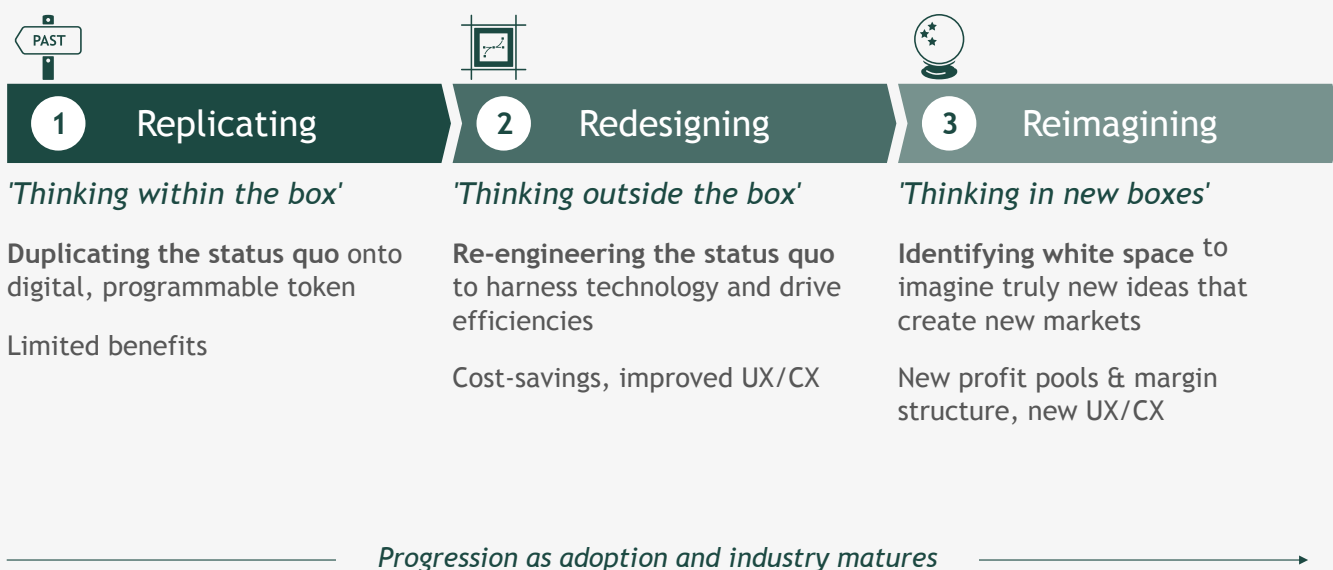 PAST
1 Replicating
'Thinking within the box'
Duplicating the status quo onto
digital, programmable token
Limited benefits
2 Redesigning
'Thinking outside the box'
Re-engineering the status quo
to harness technology and drive
efficiencies
Cost-savings, improved UX/CX
3 Reimagining
'Thinking in new boxes'
Identifying white space to
imagine truly new ideas that
create new markets
New profit pools & margin
structure, new UX/CX
Progression as adoption and industry matures